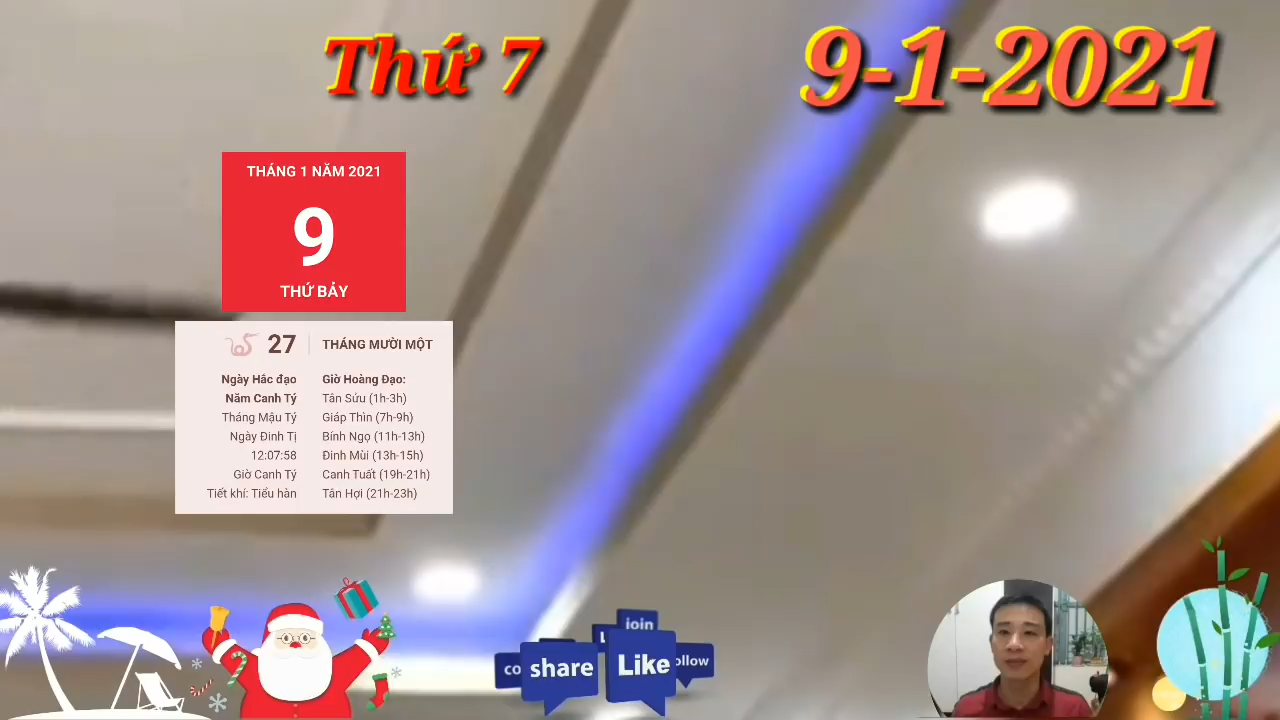 Thứ 7
9-1-2021
THÁNG 1 NĂM 2021
9
THỨ BẢY
27
THÁNG MƯỜI MỘT
Ngày Hắc đạo
Năm Canh Tý
Tháng Mậu Tý
Ngày Đinh Tị
12:07:58
Giờ Canh Tý
Tiết khí: Tiểu hàn
Giờ Hoàng Đạo:
Tân Sửu (1h-3h)
Giáp Thìn (7h-9h)
Bính Ngọ (11h-13h)
Đinh Mùi (13h-15h)
Canh Tuất (19h-21h)
Tân Hợi (21h-23h)
join
share
Like